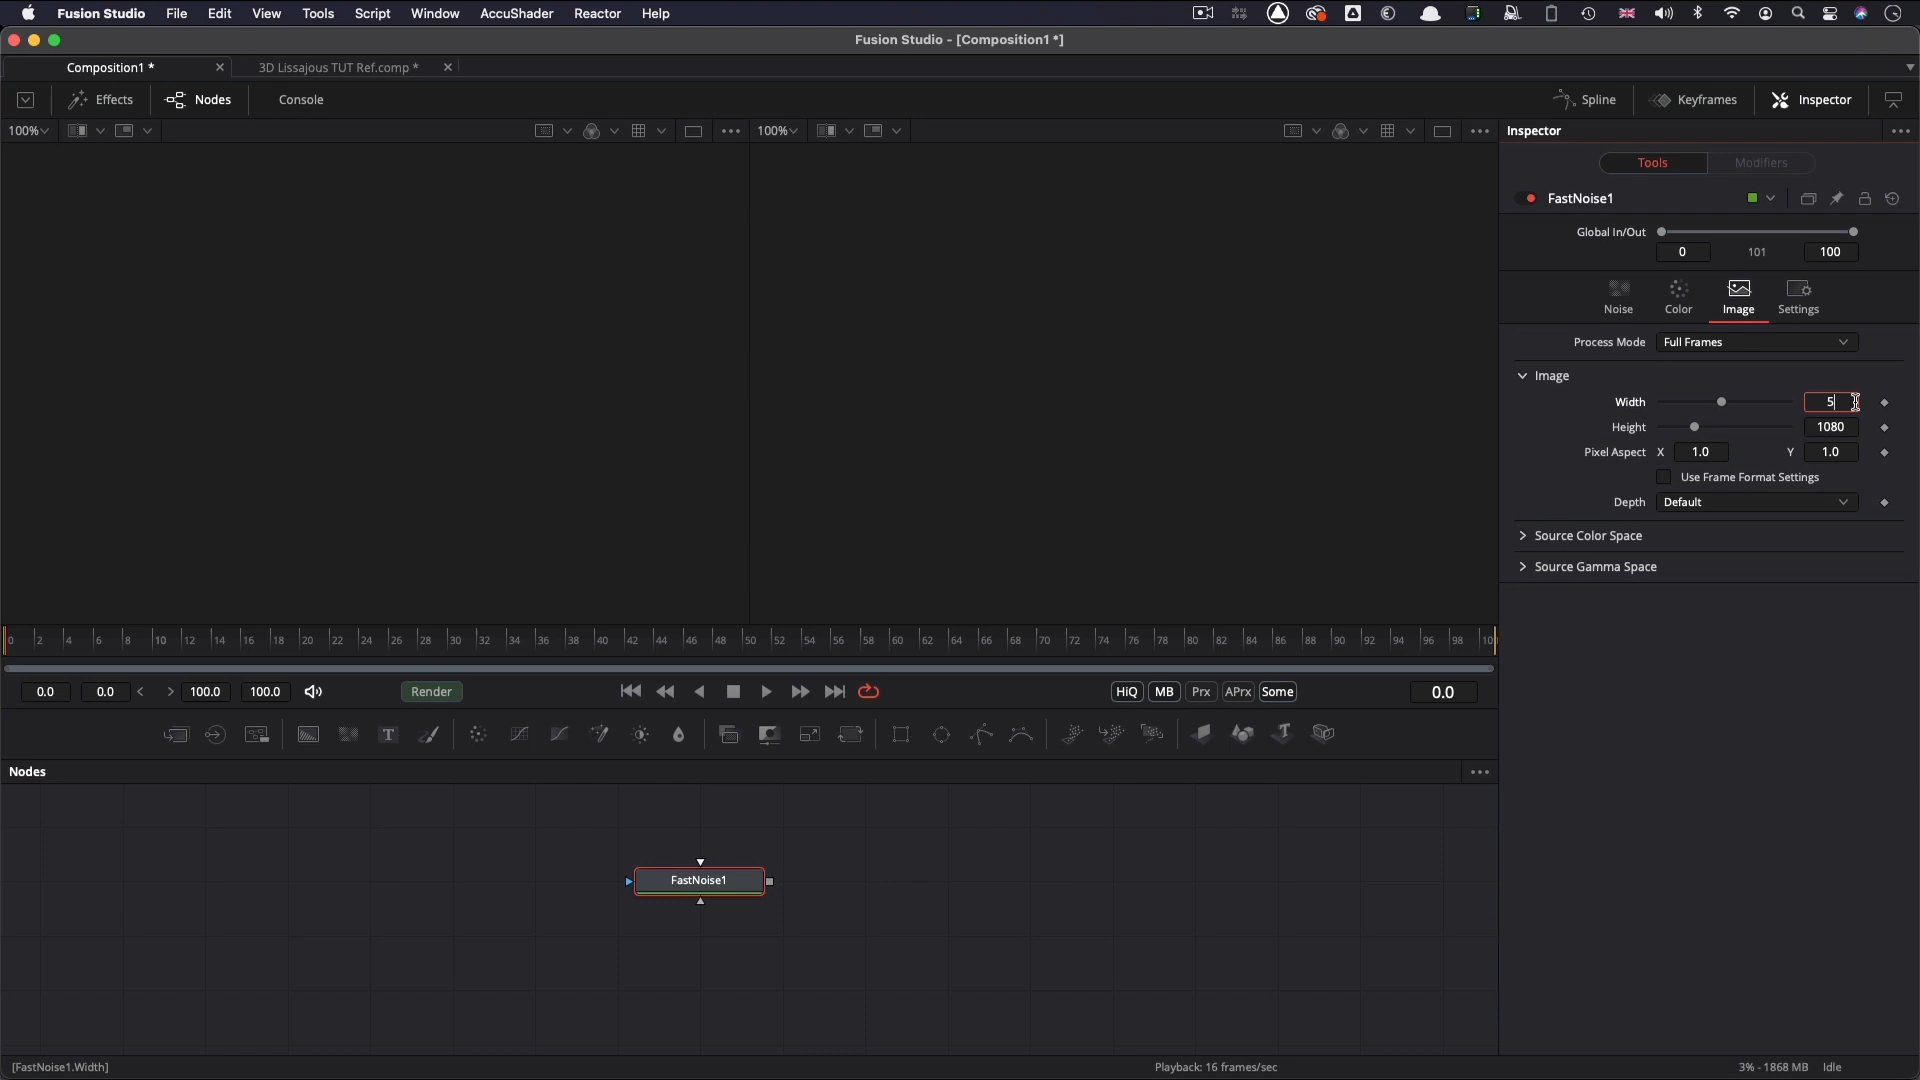 Fusion Studio File Edit View Tools Script Window AccuShader Reactor Help
Fusion Studio - [Composition1 *]
Composition1 * 3D Lissajous TUT Ref.comp *
Effects Nodes Console Spline Keyframes Inspector
100% 100% Inspector
Tools Modifiers
FastNoise1
Global In/Out
0 101 100
Noise Color Image Settings
Process Mode Full Frames
Image
Width 5
Height 1080
Pixel Aspect X 1.0 Y 1.0
Use Frame Format Settings
Depth Default
Source Color Space
Source Gamma Space
0 2 4 6 8 10 12 14 16 18 20 22 24 26 28 30 32 34 36 38 40 42 44 46 48 50 52 54 56 58 60 62 64 66 68 70 72 74 76 78 80 82 84 86 88 90 92 94 96 98 10
0.0 0.0 100.0 100.0 Render HiQ MB Prx APrx Some 0.0
Nodes
FastNoise1
[FastNoise1.Width] Playback: 16 frames/sec 3% - 1868 MB Idle